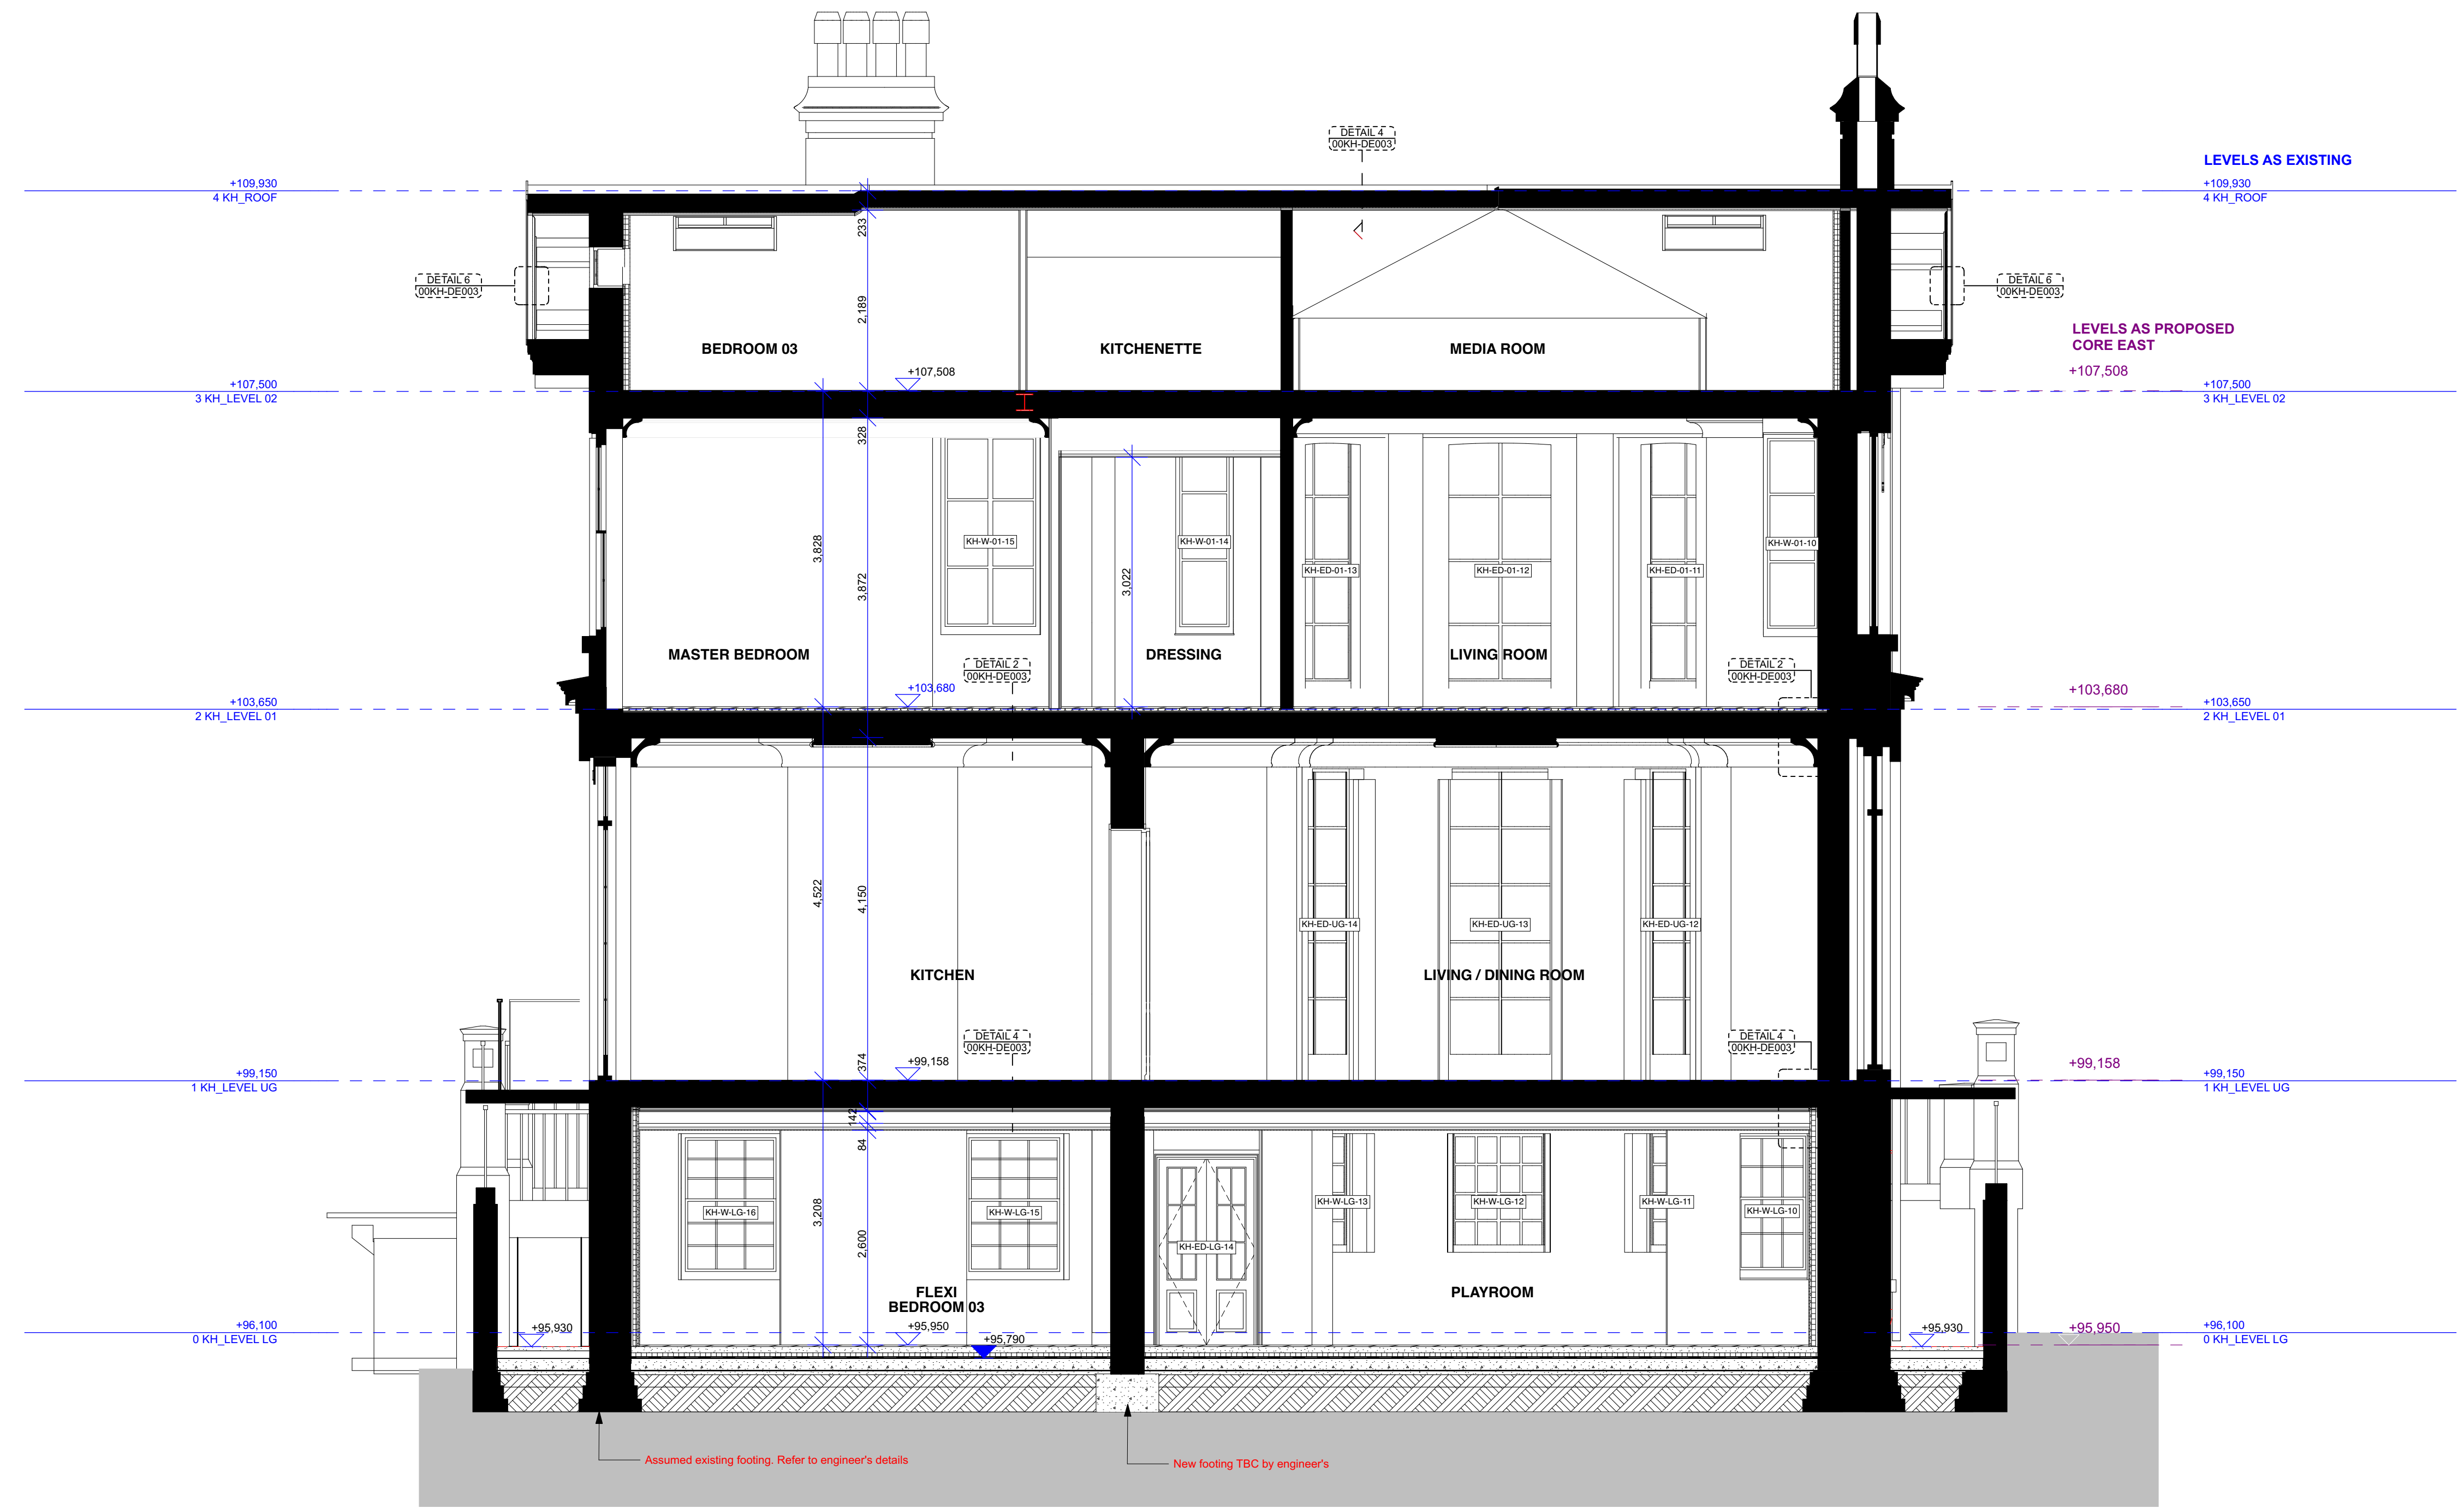 DETAIL 4
00KH-DE003
LEVELS AS EXISTING
+109,930
4 KH_ROOF
+109,930
4 KH_ROOF
233
DETAIL 6
00KH-DE003
DETAIL 6
00KH-DE003
2,189
LEVELS AS PROPOSED
CORE EAST
BEDROOM 03
KITCHENETTE
MEDIA ROOM
+107,508
+107,508
+107,500
3 KH_LEVEL 02
+107,500
3 KH_LEVEL 02
328
KH-W-01-15
KH-W-01-14
KH-W-01-10
3,828
3,872
3,022
KH-ED-01-13
KH-ED-01-12
KH-ED-01-11
MASTER BEDROOM
DRESSING
LIVING ROOM
DETAIL 2
00KH-DE003
DETAIL 2
00KH-DE003
+103,680
+103,680
+103,650
2 KH_LEVEL 01
+103,650
2 KH_LEVEL 01
4,522
4,150
KH-ED-UG-14
KH-ED-UG-13
KH-ED-UG-12
KITCHEN
LIVING / DINING ROOM
DETAIL 4
00KH-DE003
DETAIL 4
00KH-DE003
374
+99,158
+99,158
+99,150
1 KH_LEVEL UG
+99,150
1 KH_LEVEL UG
142
84
KH-W-LG-16
KH-W-LG-15
KH-W-LG-13
KH-W-LG-12
KH-W-LG-11
KH-W-LG-10
3,208
2,600
KH-ED-LG-14
FLEXI
BEDROOM 03
PLAYROOM
+96,100
0 KH_LEVEL LG
+95,930
+95,950
+95,790
+95,930
+95,950
+96,100
0 KH_LEVEL LG
Assumed existing footing. Refer to engineer's details
New footing TBC by engineer's